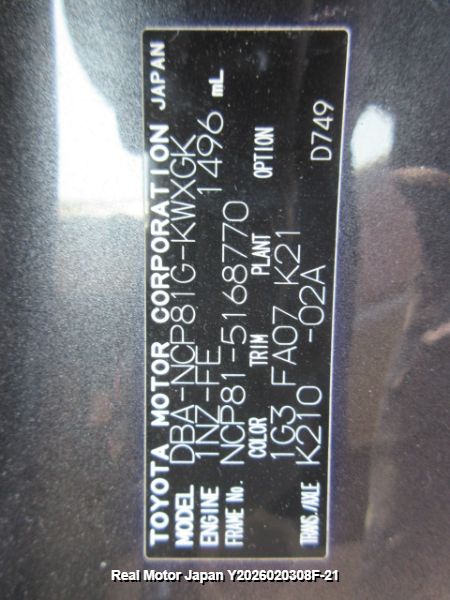 TOYOTA MOTOR CORPORATION JAPAN
MODEL DBA-NCP81G-KWXGK
ENGINE 1NZ-FE 1496 mL
FRAME No. NCP81-5168770
COLOR TRIM PLANT OPTION
1G3 FA07 K21
TRANS./AXLE K210 -02A D749
Real Motor Japan Y2026020308F-21